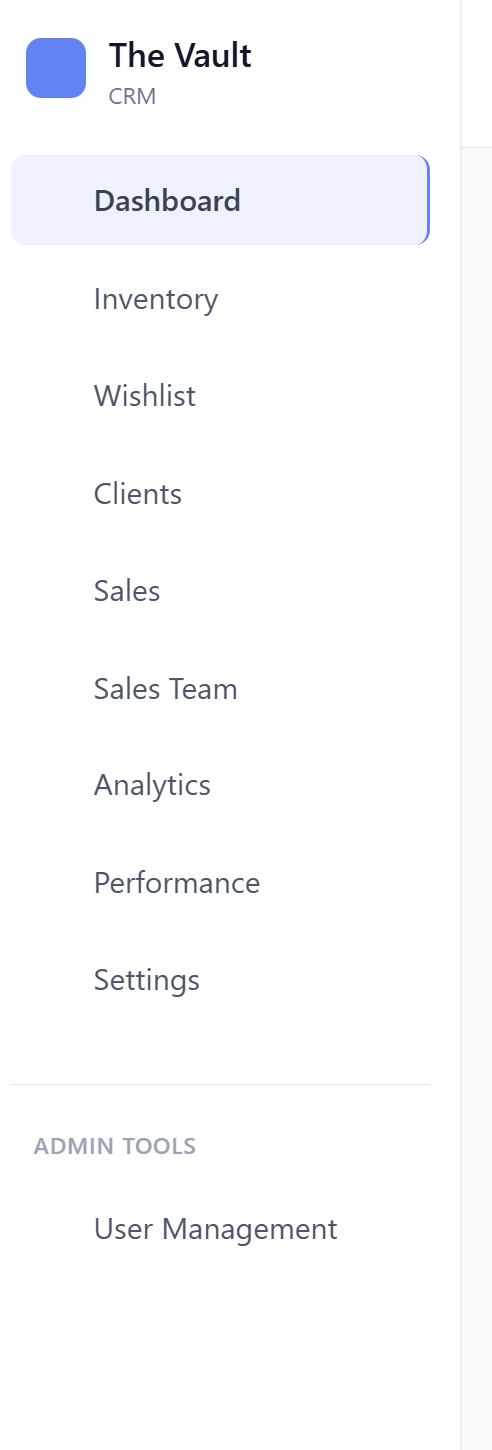 The Vault
CRM
Dashboard
Inventory
Wishlist
Clients
Sales
Sales Team
Analytics
Performance
Settings
ADMIN TOOLS
User Management